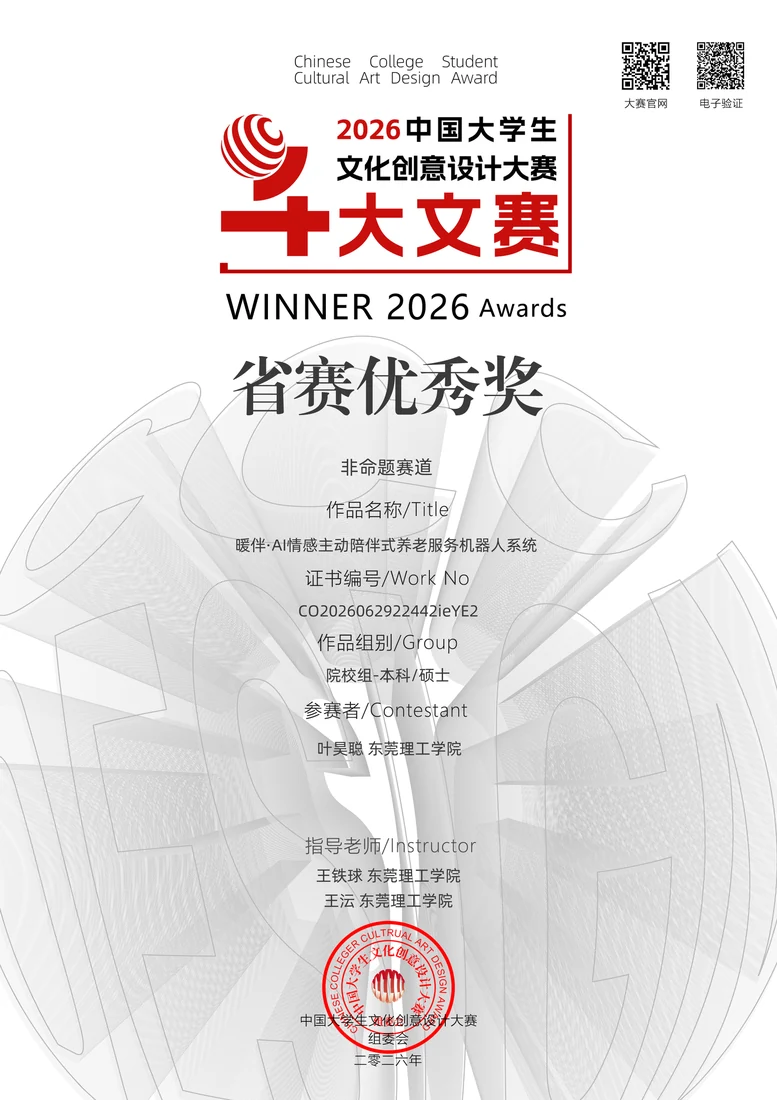 Chinese College Student
Cultural Art Design Award
大赛官网
电子验证
2026中国大学生
文化创意设计大赛
大文赛
WINNER 2026 Awards
省赛优秀奖
非命题赛道
作品名称/Title
暖伴·AI情感主动陪伴式养老服务机器人系统
证书编号/Work No
CO2026062922442ieYE2
作品组别/Group
院校组-本科/硕士
参赛者/Contestant
叶昊聪 东莞理工学院
指导老师/Instructor
王铁球 东莞理工学院
王沄 东莞理工学院
CHINESE COLLEGER CULTRUAL ART DESIGN AWARD
中国大学生文化创意设计大赛
中国大学生文化创意设计大赛
组委会
二零二六年